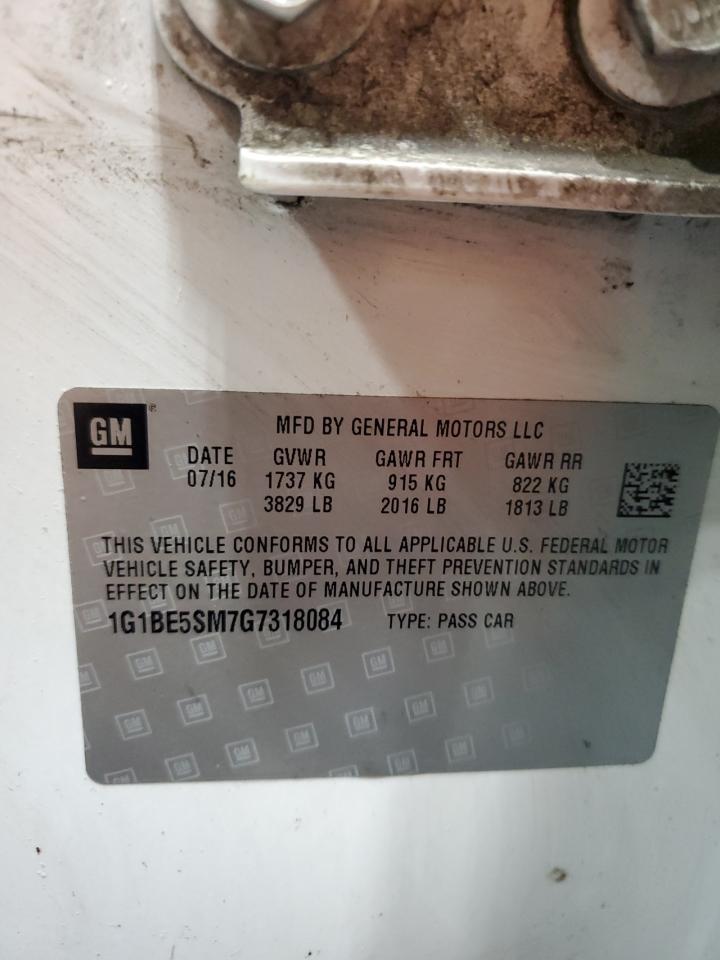 GM
MFD BY GENERAL MOTORS LLC
DATE GVWR GAWR FRT GAWR RR
07/16 1737 KG 915 KG 822 KG
3829 LB 2016 LB 1813 LB
THIS VEHICLE CONFORMS TO ALL APPLICABLE U.S. FEDERAL MOTOR
VEHICLE SAFETY, BUMPER, AND THEFT PREVENTION STANDARDS IN
EFFECT ON THE DATE OF MANUFACTURE SHOWN ABOVE.
1G1BE5SM7G7318084 TYPE: PASS CAR